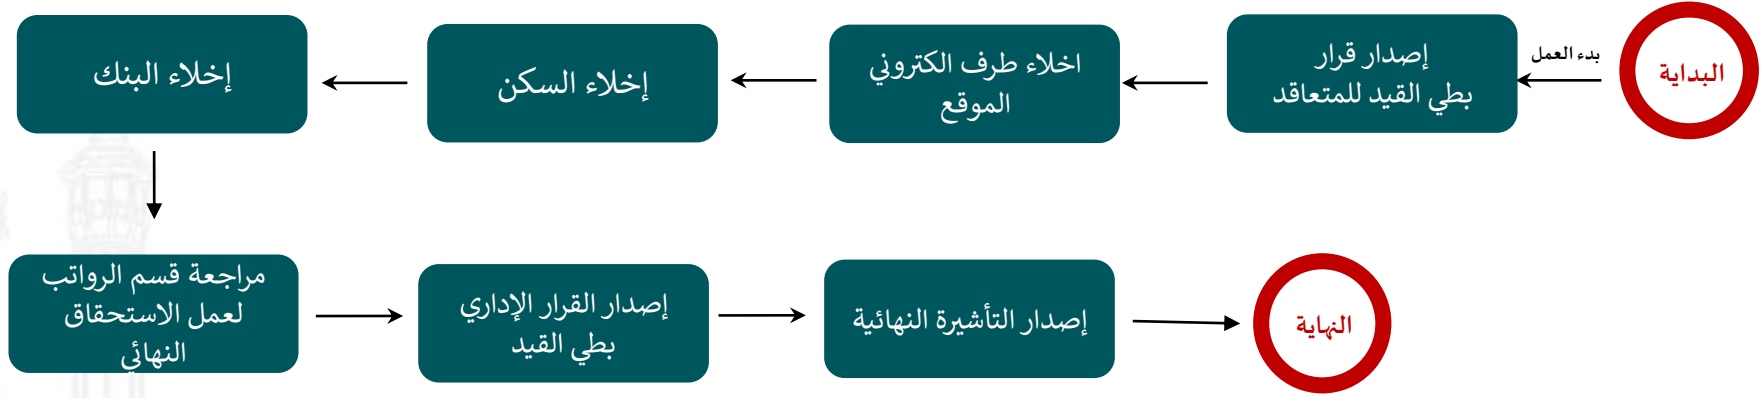 البداية
بدء العمل
إصدار قرار
بطي القيد للمتعاقد
اخلاء طرف الكتروني
الموقع
إخلاء السكن
إخلاء البنك
مراجعة قسم الرواتب
لعمل الاستحقاق
النهائي
إصدار القرار الإداري
بطي القيد
إصدار التأشيرة النهائية
النهاية